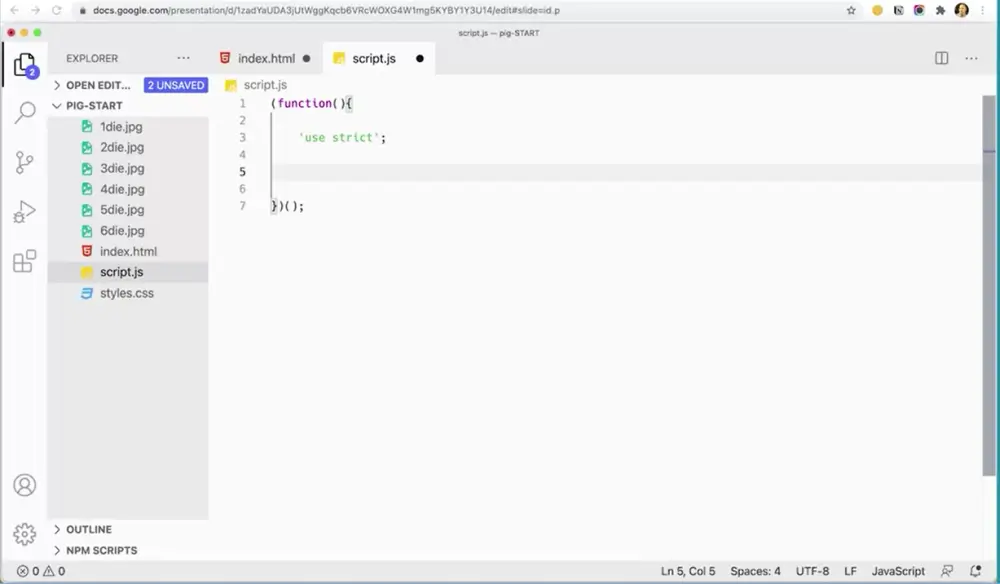 docs.google.com/presentation/d/1zadYaUDA3jUtWggKqcb6VRcWOXG4W1mg5KYBY1Y3U14/edit#slide=id.p
script.js — pig-START
2
EXPLORER
index.html
script.js
OPEN EDIT...
2 UNSAVED
script.js
PIG-START
1die.jpg
2die.jpg
3die.jpg
4die.jpg
5die.jpg
6die.jpg
index.html
script.js
styles.css
1 (function(){
2
3 'use strict';
4
5
6
7 })();
OUTLINE
NPM SCRIPTS
0 0
Ln 5, Col 5 Spaces: 4 UTF-8 LF JavaScript